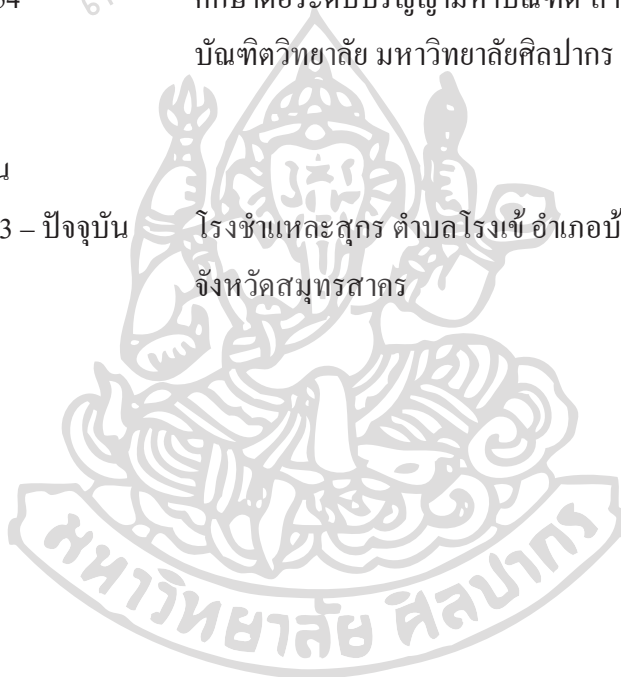 บัณฑิตวิทยาลัย มหาวิทยาลัยศิลปากร
3 – ปัจจุบัน โรงชำแหละสุกร ตำบลโรงเข้ อำเภอบ้
จังหวัดสมุทรสาคร
มหาวิทยาลัย ศิลปากร